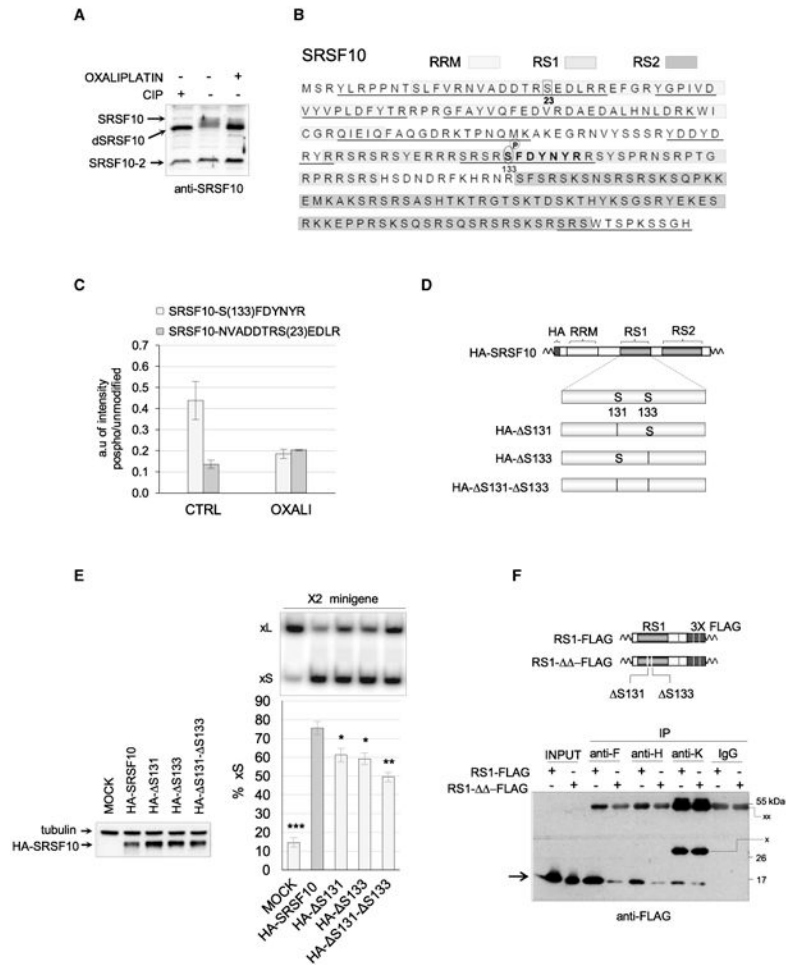 A
OXALIPLATIN - - +
CIP + - -
SRSF10
dSRSF10
SRSF10-2
anti-SRSF10
B
SRSF10 RRM RS1 RS2
MSRYLRPPNTSLFVRNVADDTRSEDLRREFGRYGPIVD
23
VYVPLDFYTRRPRGFAYVQFEDVRDAEDALHNLDRKWI
CGRQIEIQFAQGDRKTPNQMKAKEGRNVYSSSRYDDYD
P
RYRRSRSRSYERRRSRSRSFDYNYRRSYSPRNSRPTG
133
RPRRSRSHSDNDRFKHRNRSFSRSKSNSRSRSKSQPKK
EMKAKSRSRSASHTKTRGTSKTDSKTHYKSGSRYEKES
RKKEPPRSKSQSRSQSRSRSKSRSRSWTSPKSSGH
C
SRSF10-S(133)FDYNYR
SRSF10-NVADDTRS(23)EDLR
a.u of intensity
pospho/unmodified
0.7
0.6
0.5
0.4
0.3
0.2
0.1
0.0
CTRL OXALI
D
HA RRM RS1 RS2
HA-SRSF10
S S
131 133
HA-ΔS131 S
HA-ΔS133 S
HA-ΔS131-ΔS133
E
MOCK
HA-SRSF10
HA-ΔS131
HA-ΔS133
HA-ΔS131-ΔS133
tubulin
HA-SRSF10
X2 minigene
xL
xS
% xS
90
80
70
60
50
40
30
20
10
0
***
*
*
**
MOCK
HA-SRSF10
HA-ΔS131
HA-ΔS133
HA-ΔS131-ΔS133
F
RS1 3X FLAG
RS1-FLAG
RS1-ΔΔ–FLAG
ΔS131 ΔS133
IP
INPUT anti-F anti-H anti-K IgG
RS1-FLAG + - + - + - + - + -
RS1-ΔΔ–FLAG - + - + - + - + - +
55 kDa
xx
x
26
17
anti-FLAG